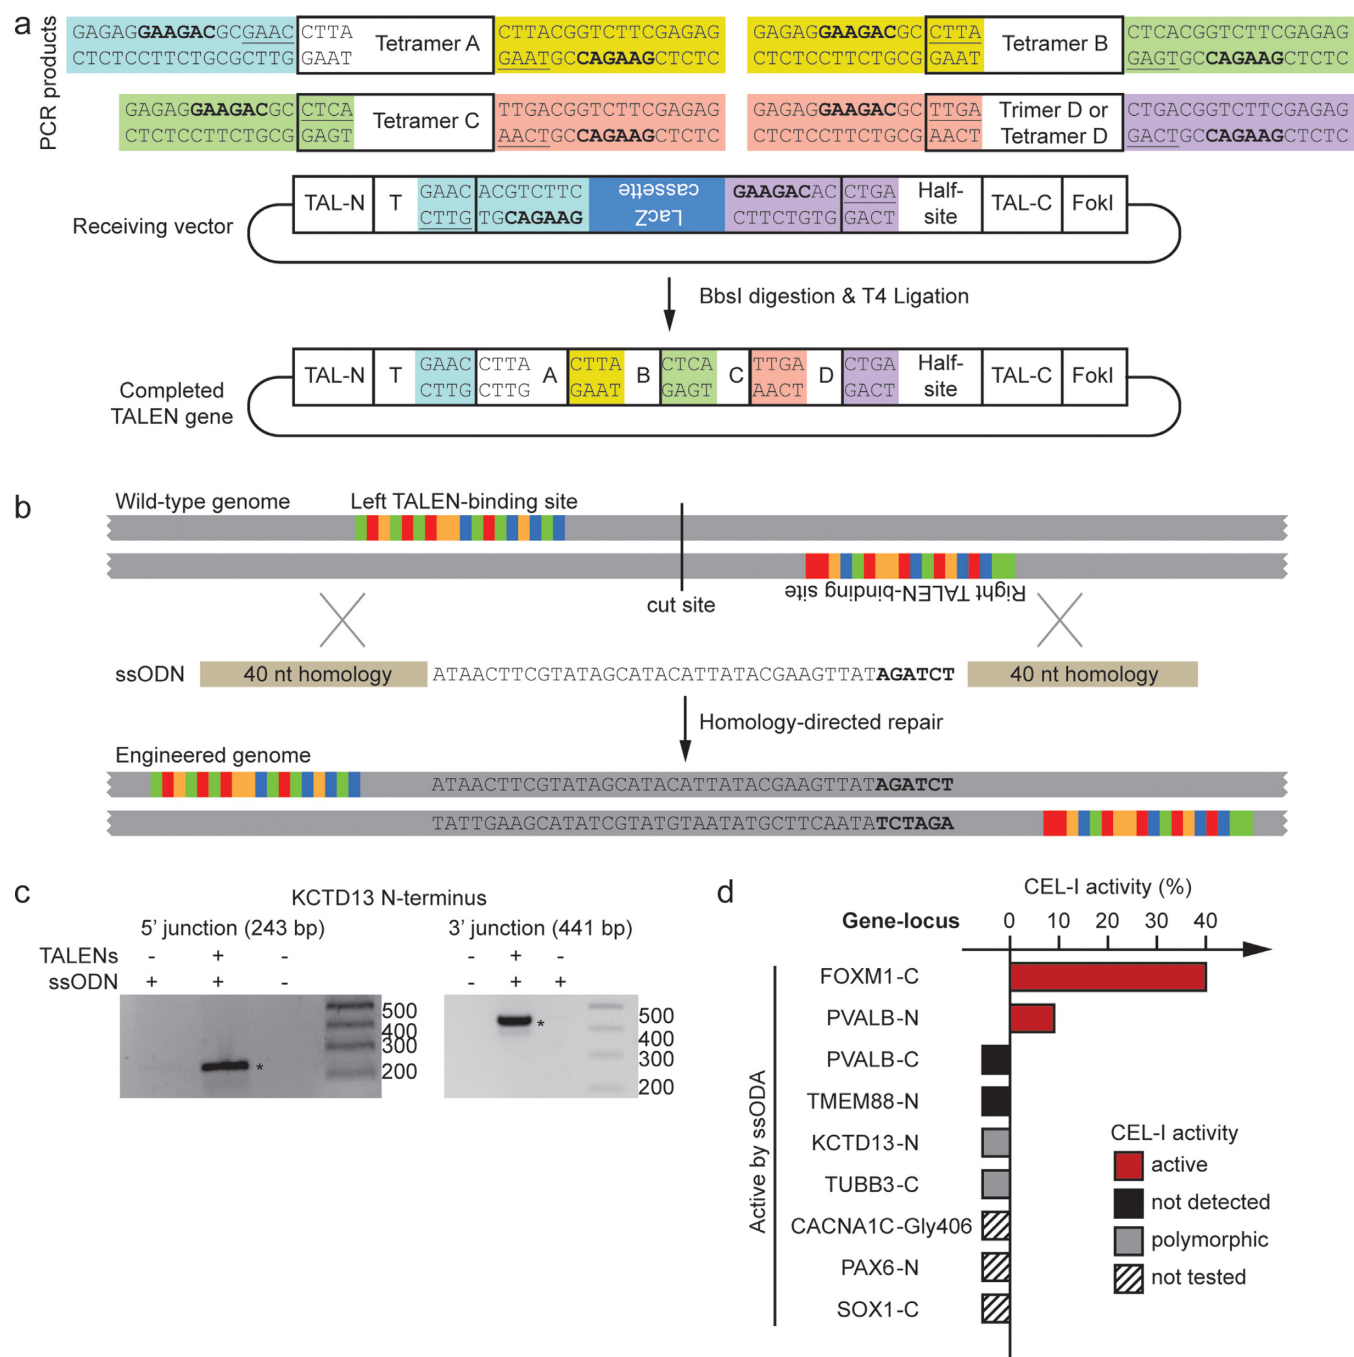 a
PCR products
GAGAGGAAGACGCGAAC CTTA Tetramer A CTTACGGTCTTCGAGAG
CTCTCCTTCTGCGCTTG GAAT GAATGCCAGAAGCTCTC
GAGAGGAAGACGC CTTA Tetramer B CTCACGGTCTTCGAGAG
CTCTCCTTCTGCG GAAT GAGTGCCAGAAGCTCTC
GAGAGGAAGACGC CTCA Tetramer C TTGACGGTCTTCGAGAG
CTCTCCTTCTGCG GAGT AACTGCCAGAAGCTCTC
GAGAGGAAGACGC TTGA Trimer D or CTGACGGTCTTCGAGAG
CTCTCCTTCTGCG AACT Tetramer D GACTGCCAGAAGCTCTC
Receiving vector
TAL-N T GAAC ACGTCTTC LacZ cassette GAAGACAC CTGA Half-site TAL-C FokI
CTTG TGCAGAAG CTTCTGTG GACT
BbsI digestion & T4 Ligation
Completed
TALEN gene
TAL-N T GAAC CTTA A CTTA B CTCA C TTGA D CTGA Half-site TAL-C FokI
CTTG CTTG GAAT GAGT AACT GACT
b
Wild-type genome
Left TALEN-binding site
Right TALEN-binding site
cut site
ssODN
40 nt homology ATAACTTCGTATAGCATACATTATACGAAGTTATAGATCT 40 nt homology
Homology-directed repair
Engineered genome
ATAACTTCGTATAGCATACATTATACGAAGTTATAGATCT
TATTGAAGCATATCGTATGTAATATGCTTCAATATCTAGA
c
KCTD13 N-terminus
5' junction (243 bp)
3' junction (441 bp)
TALENs - + - - + -
ssODN + + - - + +
500
400
300
200
*
500
400
300
200
*
d
CEL-I activity (%)
Gene-locus 0 10 20 30 40
Active by ssODA
FOXM1-C
PVALB-N
PVALB-C
TMEM88-N
KCTD13-N
TUBB3-C
CACNA1C-Gly406
PAX6-N
SOX1-C
CEL-I activity
active
not detected
polymorphic
not tested